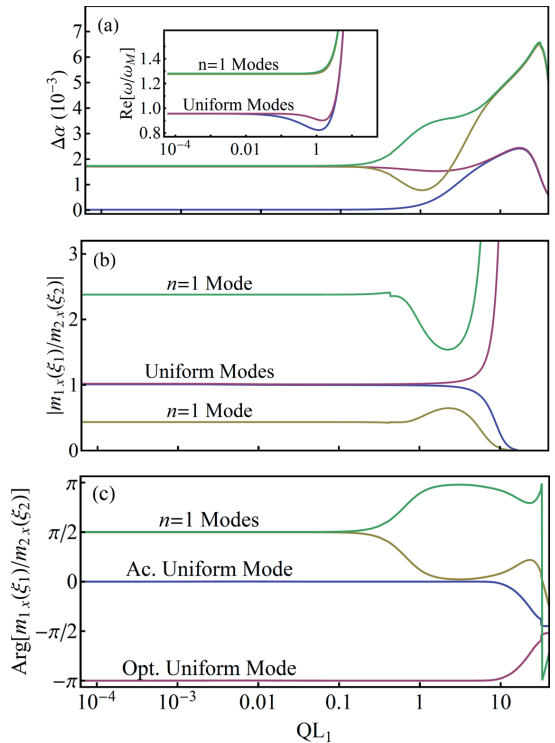 (a)
Δα (10⁻³)
7
6
5
4
3
2
1
0
Re[ω/ω_M]
1.4
1.2
1.0
0.8
n=1 Modes
Uniform Modes
10⁻⁴ 0.01 1
(b)
|m₁ₓ(ξ₁)/m₂ₓ(ξ₂)|
3
2
1
0
n=1 Mode
Uniform Modes
n=1 Mode
(c)
Arg[m₁ₓ(ξ₁)/m₂ₓ(ξ₂)]
π
π/2
0
−π/2
−π
n=1 Modes
Ac. Uniform Mode
Opt. Uniform Mode
10⁻⁴ 10⁻³ 0.01 0.1 1 10
QL₁